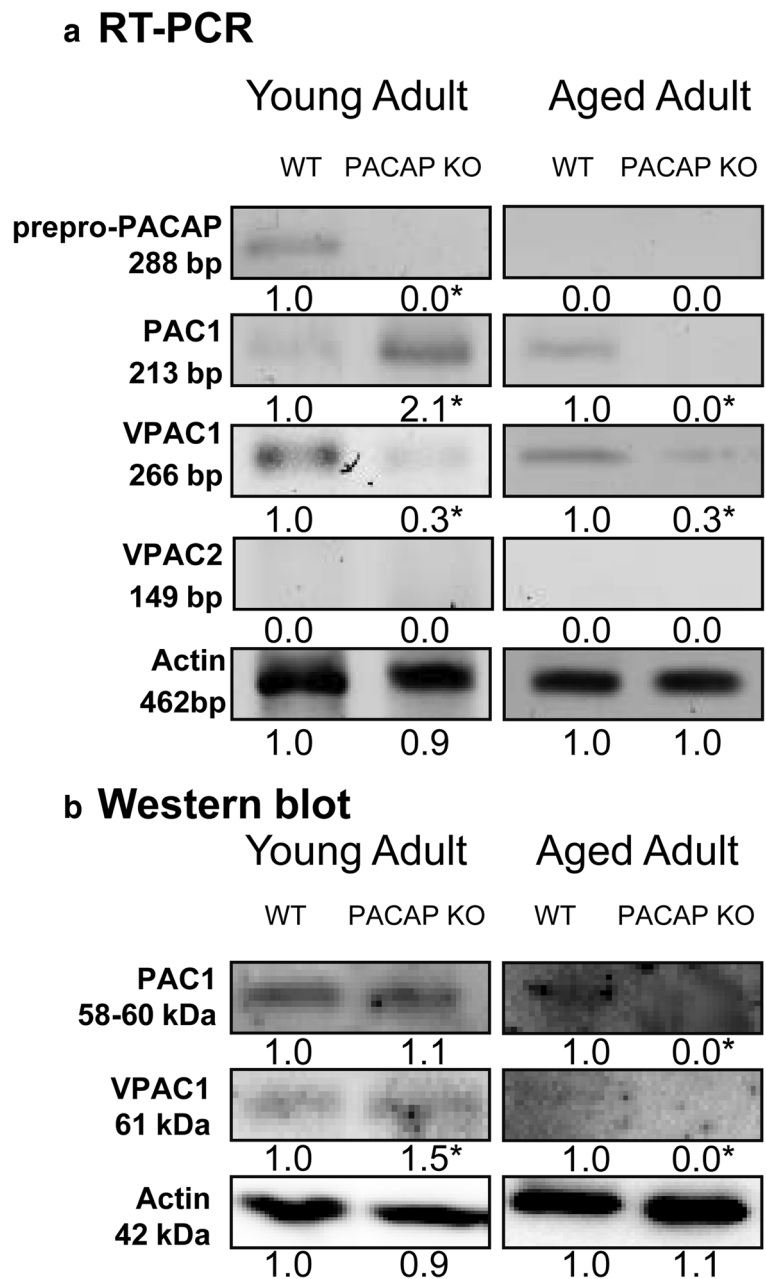 a RT-PCR
Young Adult Aged Adult
WT PACAP KO WT PACAP KO
prepro-PACAP
288 bp
1.0 0.0* 0.0 0.0
PAC1
213 bp
1.0 2.1* 1.0 0.0*
VPAC1
266 bp
1.0 0.3* 1.0 0.3*
VPAC2
149 bp
0.0 0.0 0.0 0.0
Actin
462bp
1.0 0.9 1.0 1.0
b Western blot
Young Adult Aged Adult
WT PACAP KO WT PACAP KO
PAC1
58-60 kDa
1.0 1.1 1.0 0.0*
VPAC1
61 kDa
1.0 1.5* 1.0 0.0*
Actin
42 kDa
1.0 0.9 1.0 1.1